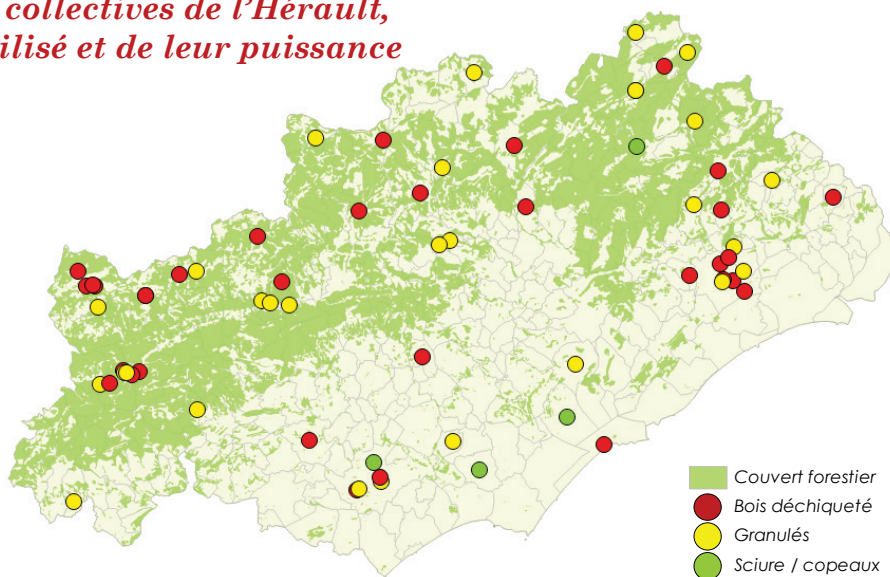 collectives de l'Hérault,
ilisé et de leur puissance
Couvert forestier
Bois déchiqueté
Granulés
Sciure / copeaux